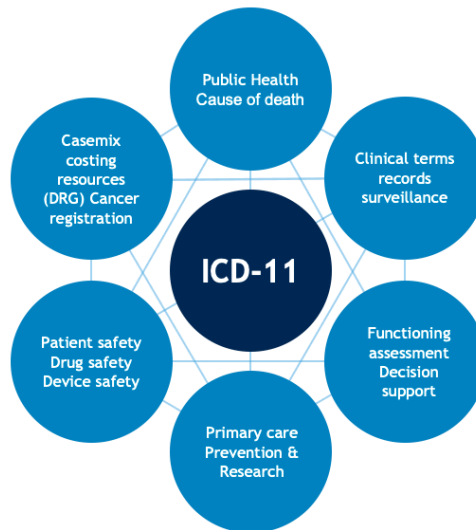 Public Health
Cause of death
Casemix
costing
resources
(DRG) Cancer
registration
Clinical terms
records
surveillance
ICD-11
Patient safety
Drug safety
Device safety
Functioning
assessment
Decision
support
Primary care
Prevention &
Research